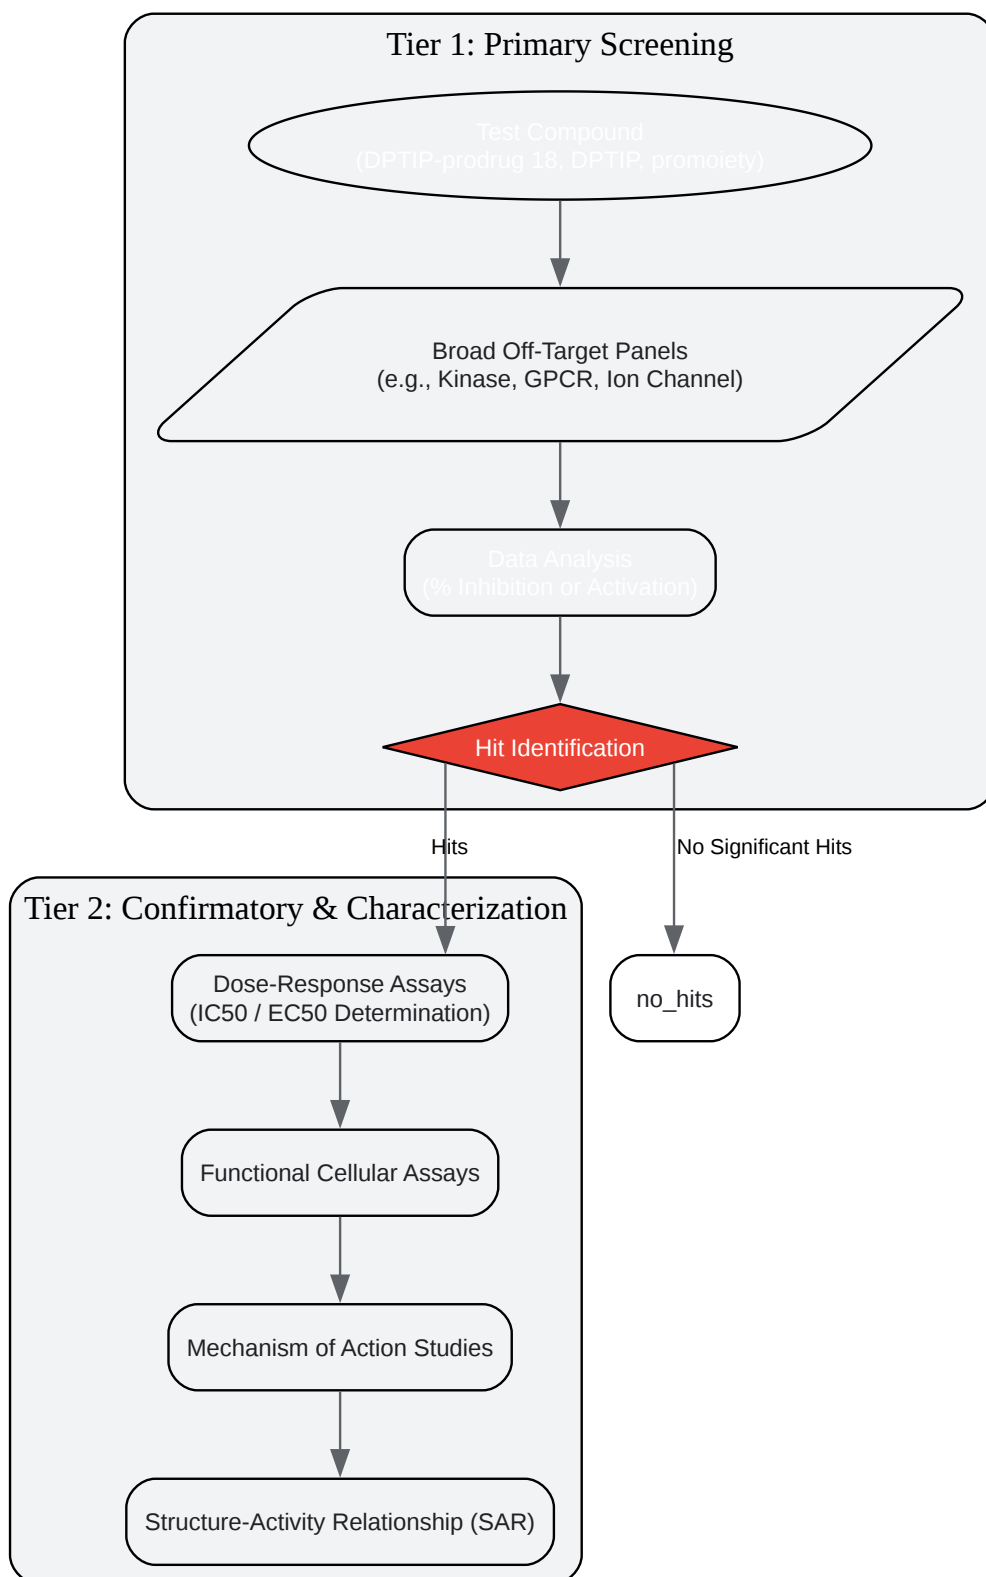 Tier 1: Primary Screening
Test Compound
(DPTIP-prodrug 18, DPTIP, promoiety)
Broad Off-Target Panels
(e.g., Kinase, GPCR, Ion Channel)
Data Analysis
(% Inhibition or Activation)
Hit Identification
Hits
No Significant Hits
Tier 2: Confirmatory & Characterization
Dose-Response Assays
(IC50 / EC50 Determination)
no_hits
Functional Cellular Assays
Mechanism of Action Studies
Structure-Activity Relationship (SAR)